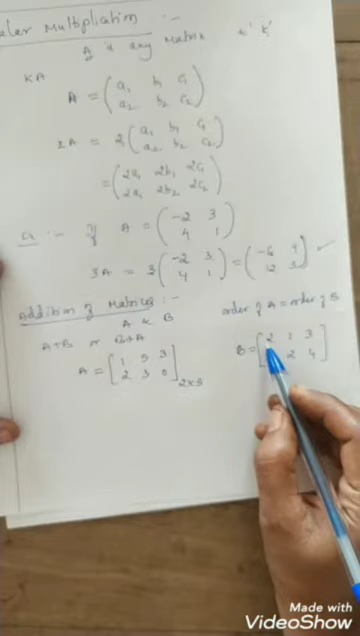 alar Multiplication :-
A is any Matrix & 'K'
KA
A = ( a₁ b₁ c₁
a₂ b₂ c₂ )
2A = 2 ( a₁ b₁ c₁
a₂ b₂ c₂ )
= ( 2a₁ 2b₁ 2c₁
2a₂ 2b₂ 2c₂ )
:- If A = ( -2 3
4 1 )
3A = 3 ( -2 3
4 1 ) = ( -6 9
12 3 ) ✓
Addition of Matrices :-
A & B order of A = order of B
A+B or B+A
A = [ 1 5 3
2 3 0 ] 2×3
B = [ 2 1 3
2 4 ]
Made with
VideoShow